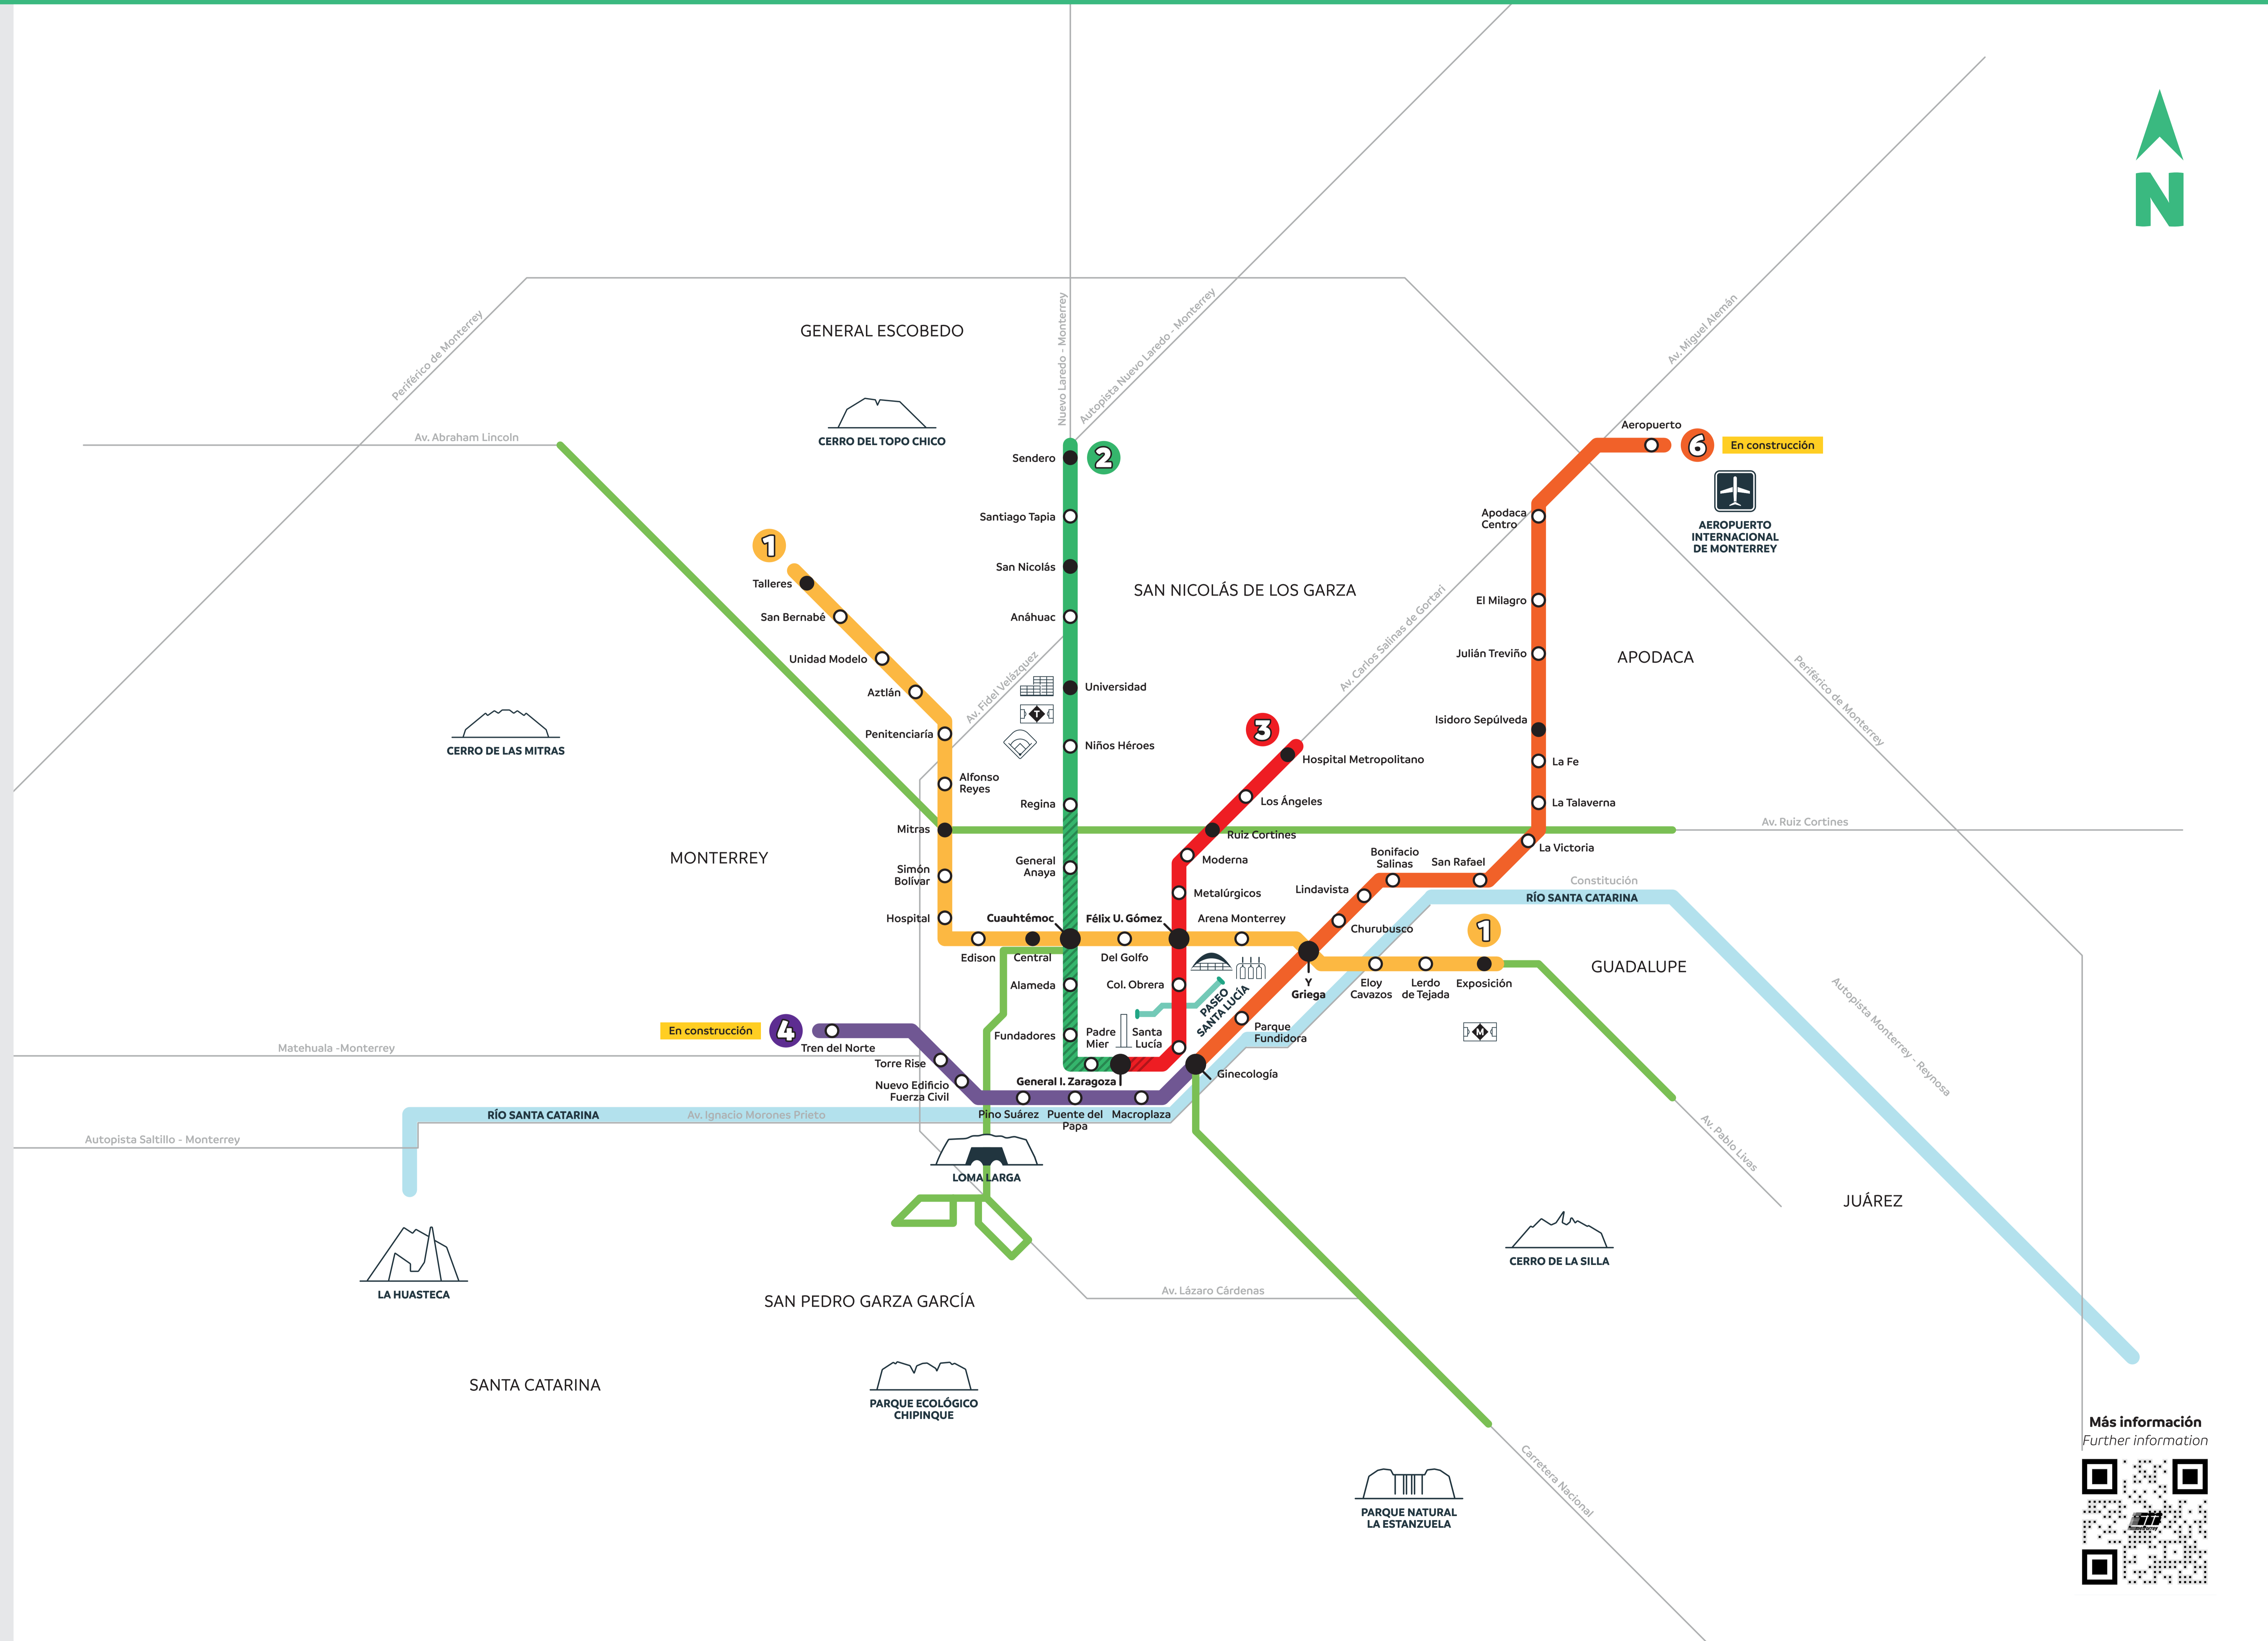 N
GENERAL ESCOBEDO
Periférico de Monterrey
Nuevo Laredo - Monterrey
Autopista Nuevo Laredo - Monterrey
Av. Miguel Alemán
CERRO DEL TOPO CHICO
Av. Abraham Lincoln
Aeropuerto
6
En construcción
AEROPUERTO
INTERNACIONAL
DE MONTERREY
Sendero
2
Santiago Tapia
San Nicolás
Anáhuac
Universidad
Niños Héroes
Regina
General
Anaya
Cuauhtémoc
Alameda
Fundadores
Padre
Mier
General I. Zaragoza
1
Talleres
San Bernabé
Unidad Modelo
Aztlán
Penitenciaría
Alfonso
Reyes
Mitras
Simón
Bolívar
Hospital
Edison
Central
Del Golfo
Félix U. Gómez
Arena Monterrey
Y
Griega
Eloy
Cavazos
Lerdo
de Tejada
Exposición
1
SAN NICOLÁS DE LOS GARZA
Av. Fidel Velázquez
T
Av. Carlos Salinas de Gortari
3
Hospital Metropolitano
Los Ángeles
Ruiz Cortines
Moderna
Metalúrgicos
Col. Obrera
Santa
Lucía
PASEO
SANTA LUCÍA
Apodaca
Centro
El Milagro
Julián Treviño
Isidoro Sepúlveda
La Fe
La Talaverna
La Victoria
San Rafael
Bonifacio
Salinas
Lindavista
Churubusco
Parque
Fundidora
Ginecología
APODACA
Periférico de Monterrey
Av. Ruiz Cortines
CERRO DE LAS MITRAS
MONTERREY
Constitución
RÍO SANTA CATARINA
GUADALUPE
M
Autopista Monterrey - Reynosa
En construcción
4
Tren del Norte
Torre Rise
Nuevo Edificio
Fuerza Civil
Pino Suárez
Puente del
Papa
Macroplaza
Matehuala -Monterrey
RÍO SANTA CATARINA
Av. Ignacio Morones Prieto
Autopista Saltillo - Monterrey
LOMA LARGA
Av. Pablo Livas
JUÁREZ
CERRO DE LA SILLA
LA HUASTECA
SAN PEDRO GARZA GARCÍA
Av. Lázaro Cárdenas
SANTA CATARINA
PARQUE ECOLÓGICO
CHIPINQUE
PARQUE NATURAL
LA ESTANZUELA
Carretera Nacional
Más información
Further information